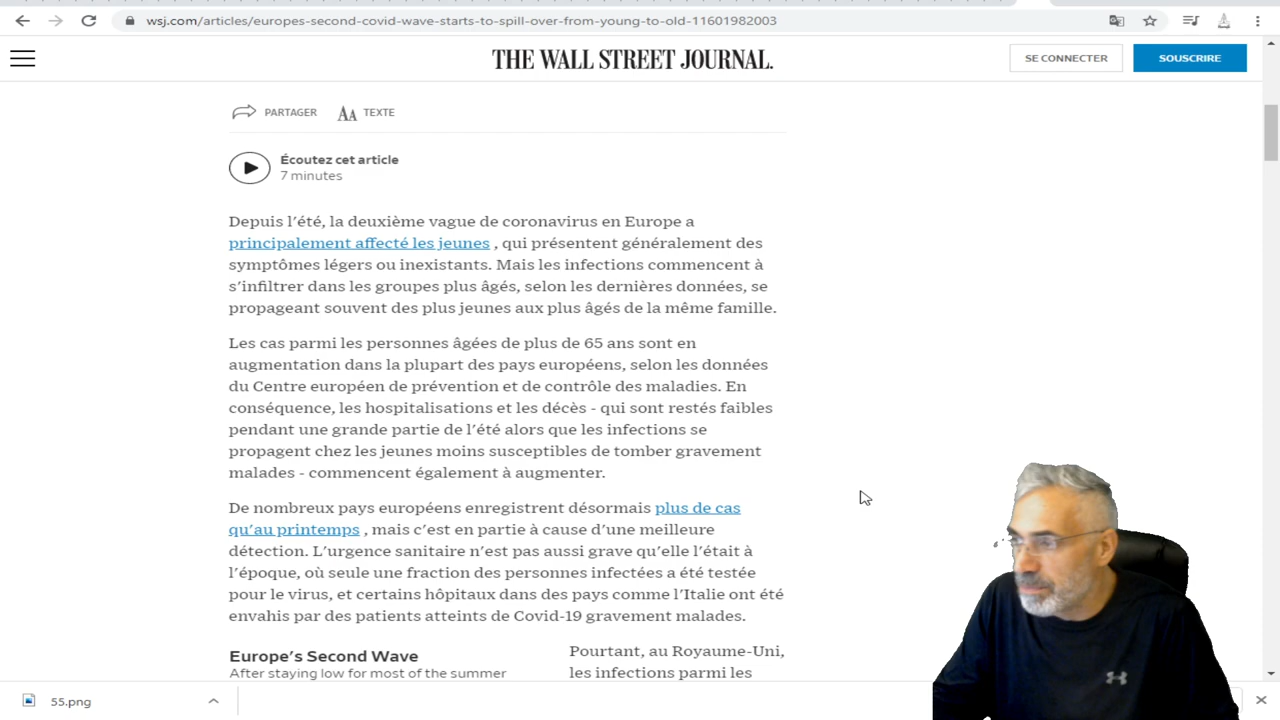 wsj.com/articles/europes-second-covid-wave-starts-to-spill-over-from-young-to-old-11601982003
THE WALL STREET JOURNAL.
SE CONNECTER
SOUSCRIRE
PARTAGER
AA TEXTE
Écoutez cet article
7 minutes
Depuis l'été, la deuxième vague de coronavirus en Europe a
principalement affecté les jeunes , qui présentent généralement des
symptômes légers ou inexistants. Mais les infections commencent à
s'infiltrer dans les groupes plus âgés, selon les dernières données, se
propageant souvent des plus jeunes aux plus âgés de la même famille.
Les cas parmi les personnes âgées de plus de 65 ans sont en
augmentation dans la plupart des pays européens, selon les données
du Centre européen de prévention et de contrôle des maladies. En
conséquence, les hospitalisations et les décès - qui sont restés faibles
pendant une grande partie de l'été alors que les infections se
propagent chez les jeunes moins susceptibles de tomber gravement
malades - commencent également à augmenter.
De nombreux pays européens enregistrent désormais plus de cas
qu'au printemps , mais c'est en partie à cause d'une meilleure
détection. L'urgence sanitaire n'est pas aussi grave qu'elle l'était à
l'époque, où seule une fraction des personnes infectées a été testée
pour le virus, et certains hôpitaux dans des pays comme l'Italie ont été
envahis par des patients atteints de Covid-19 gravement malades.
Europe's Second Wave
After staying low for most of the summer
Pourtant, au Royaume-Uni,
les infections parmi les
55.png